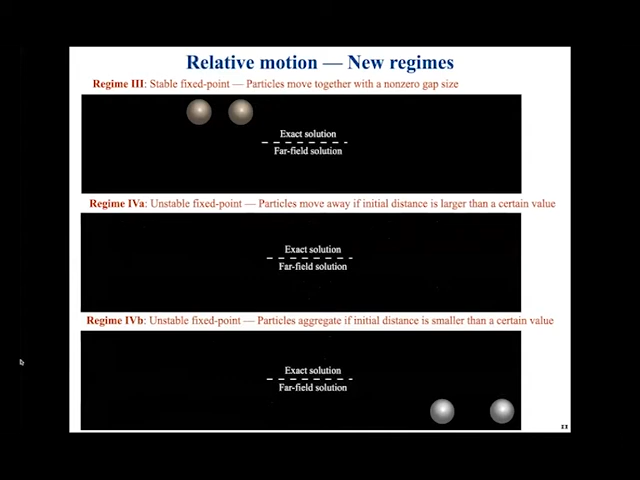 Relative motion — New regimes
Regime III: Stable fixed-point — Particles move together with a nonzero gap size
Exact solution
Far-field solution
Regime IVa: Unstable fixed-point — Particles move away if initial distance is larger than a certain value
Exact solution
Far-field solution
Regime IVb: Unstable fixed-point — Particles aggregate if initial distance is smaller than a certain value
Exact solution
Far-field solution
11